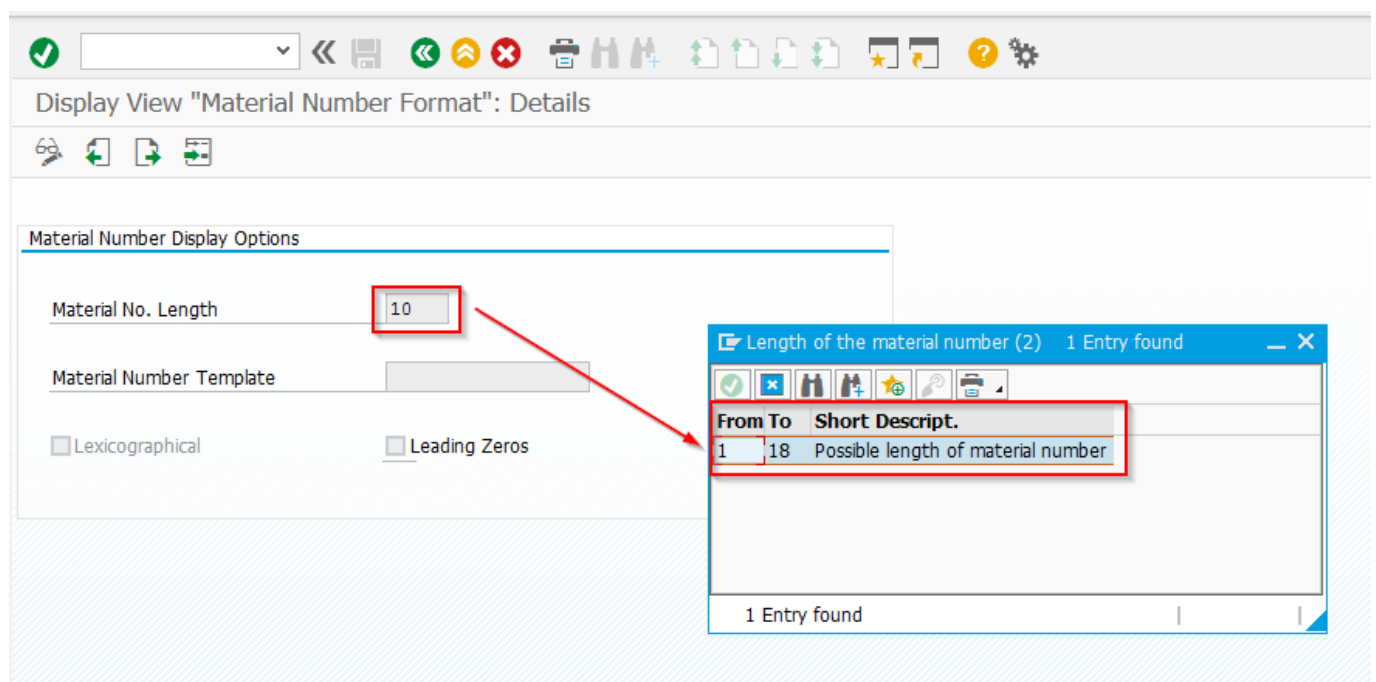 Display View "Material Number Format": Details
Material Number Display Options
Material No. Length 10
Material Number Template
Lexicographical Leading Zeros
Length of the material number (2) 1 Entry found
From To Short Descript.
1 18 Possible length of material number
1 Entry found